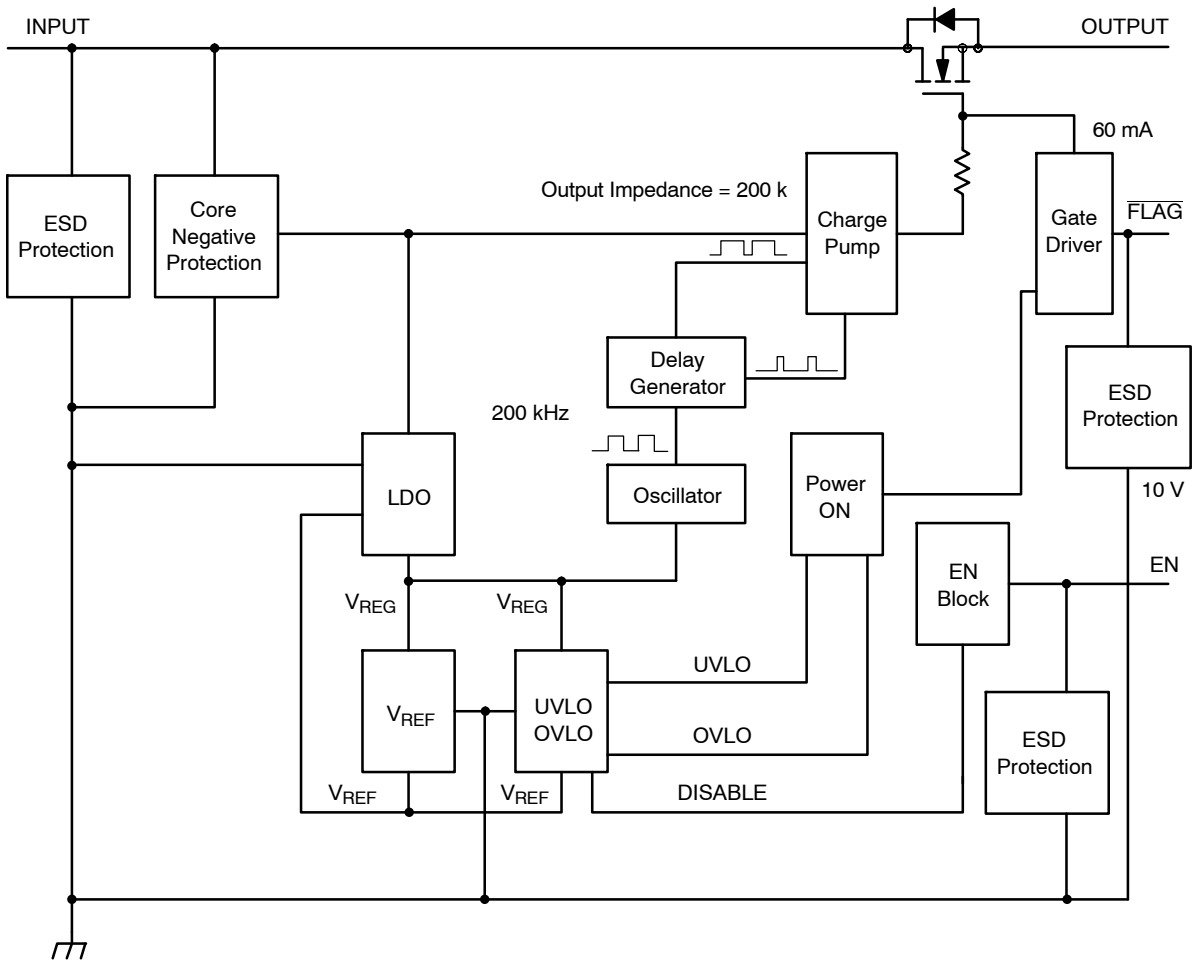 INPUT
OUTPUT
60 mA
Output Impedance = 200 k
ESD
Protection
Core
Negative
Protection
Charge
Pump
Gate
Driver
FLAG
Delay
Generator
200 kHz
ESD
Protection
10 V
LDO
Oscillator
Power
ON
EN
Block
EN
VREG
VREG
VREF
UVLO
OVLO
UVLO
OVLO
ESD
Protection
VREF
VREF
DISABLE